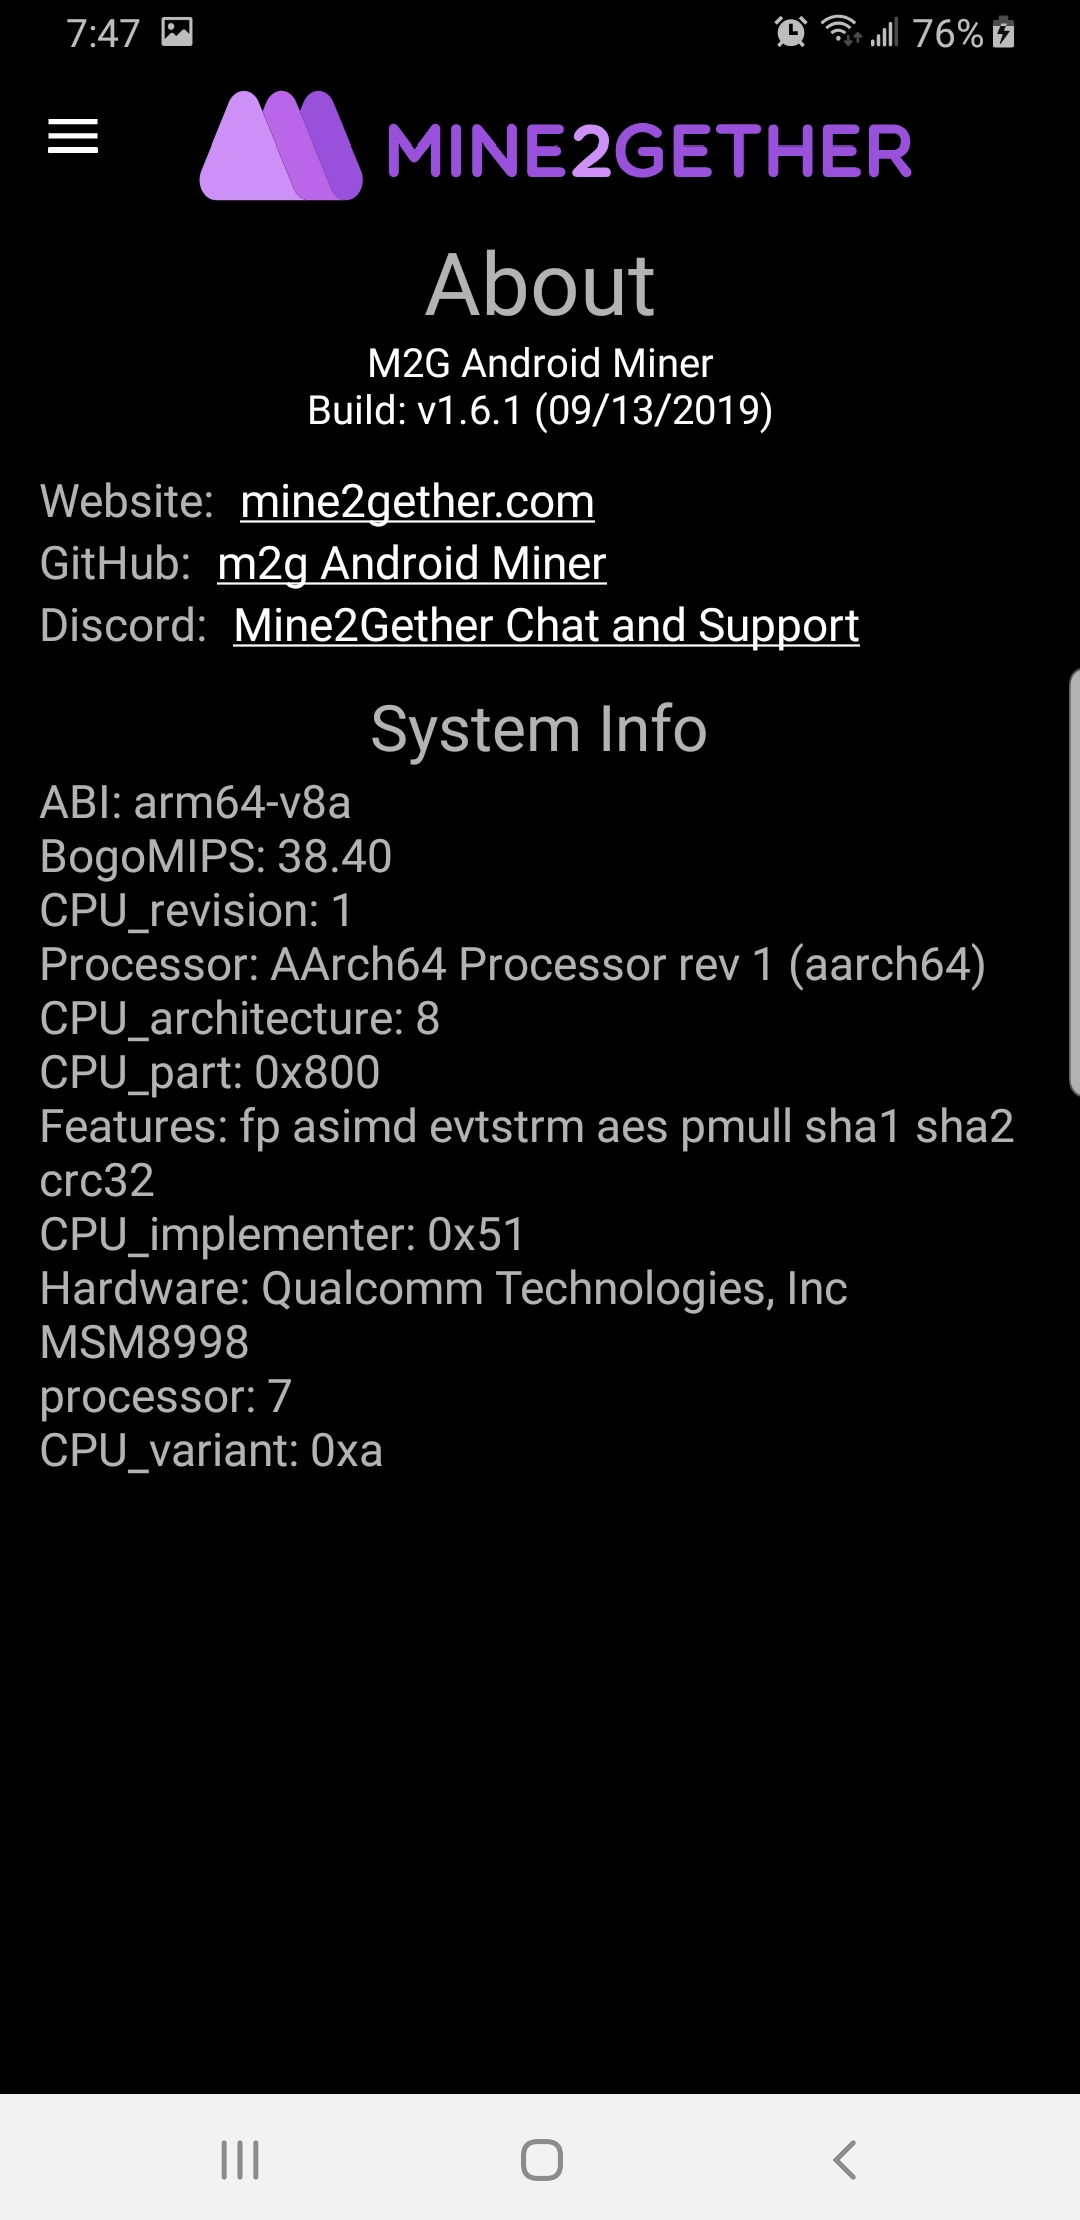 7:47 76%
MINE2GETHER
About
M2G Android Miner
Build: v1.6.1 (09/13/2019)
Website: mine2gether.com
GitHub: m2g Android Miner
Discord: Mine2Gether Chat and Support
System Info
ABI: arm64-v8a
BogoMIPS: 38.40
CPU_revision: 1
Processor: AArch64 Processor rev 1 (aarch64)
CPU_architecture: 8
CPU_part: 0x800
Features: fp asimd evtstrm aes pmull sha1 sha2
crc32
CPU_implementer: 0x51
Hardware: Qualcomm Technologies, Inc
MSM8998
processor: 7
CPU_variant: 0xa